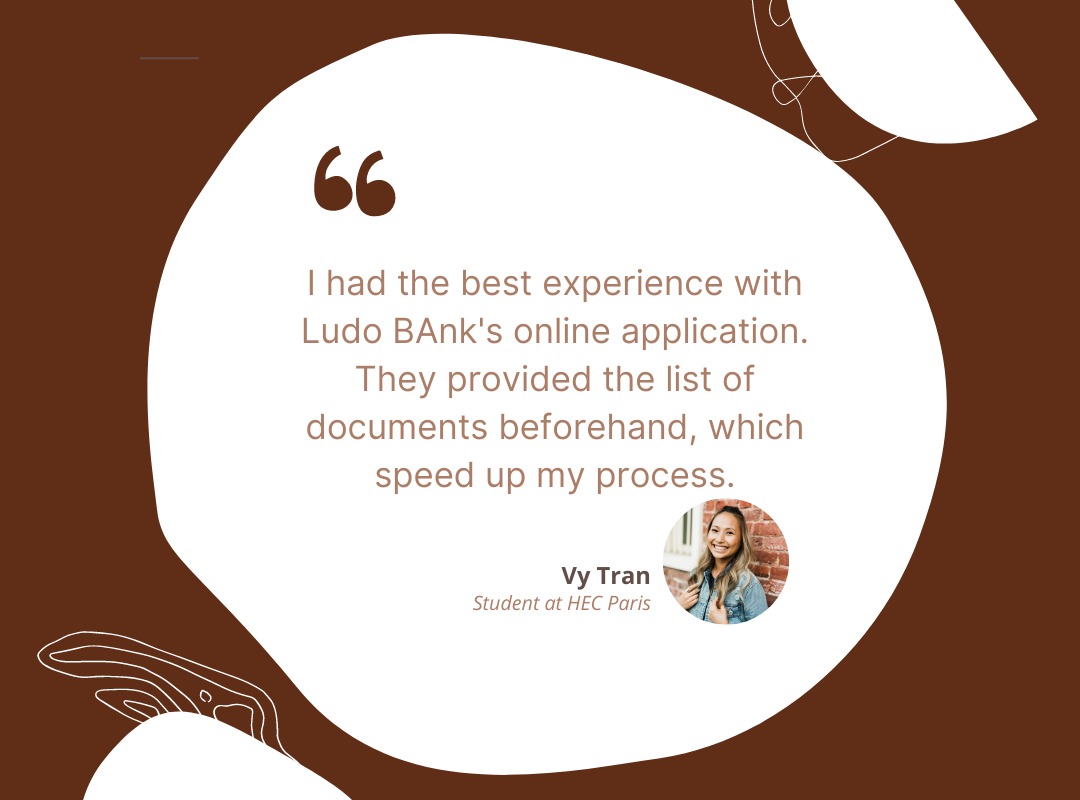 “
I had the best experience with
Ludo BAnk's online application.
They provided the list of
documents beforehand, which
speed up my process.
Vy Tran
Student at HEC Paris